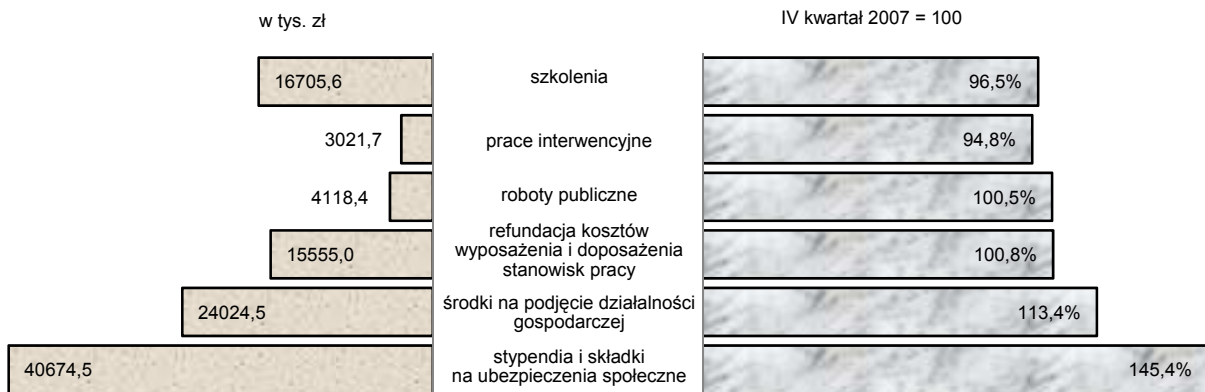 w tys. zł
IV kwartał 2007 = 100
16705,6
szkolenia
96,5%
3021,7
prace interwencyjne
94,8%
4118,4
roboty publiczne
100,5%
15555,0
refundacja kosztów
wyposażenia i doposażenia
stanowisk pracy
100,8%
24024,5
środki na podjęcie działalności
gospodarczej
113,4%
40674,5
stypendia i składki
na ubezpieczenia społeczne
145,4%